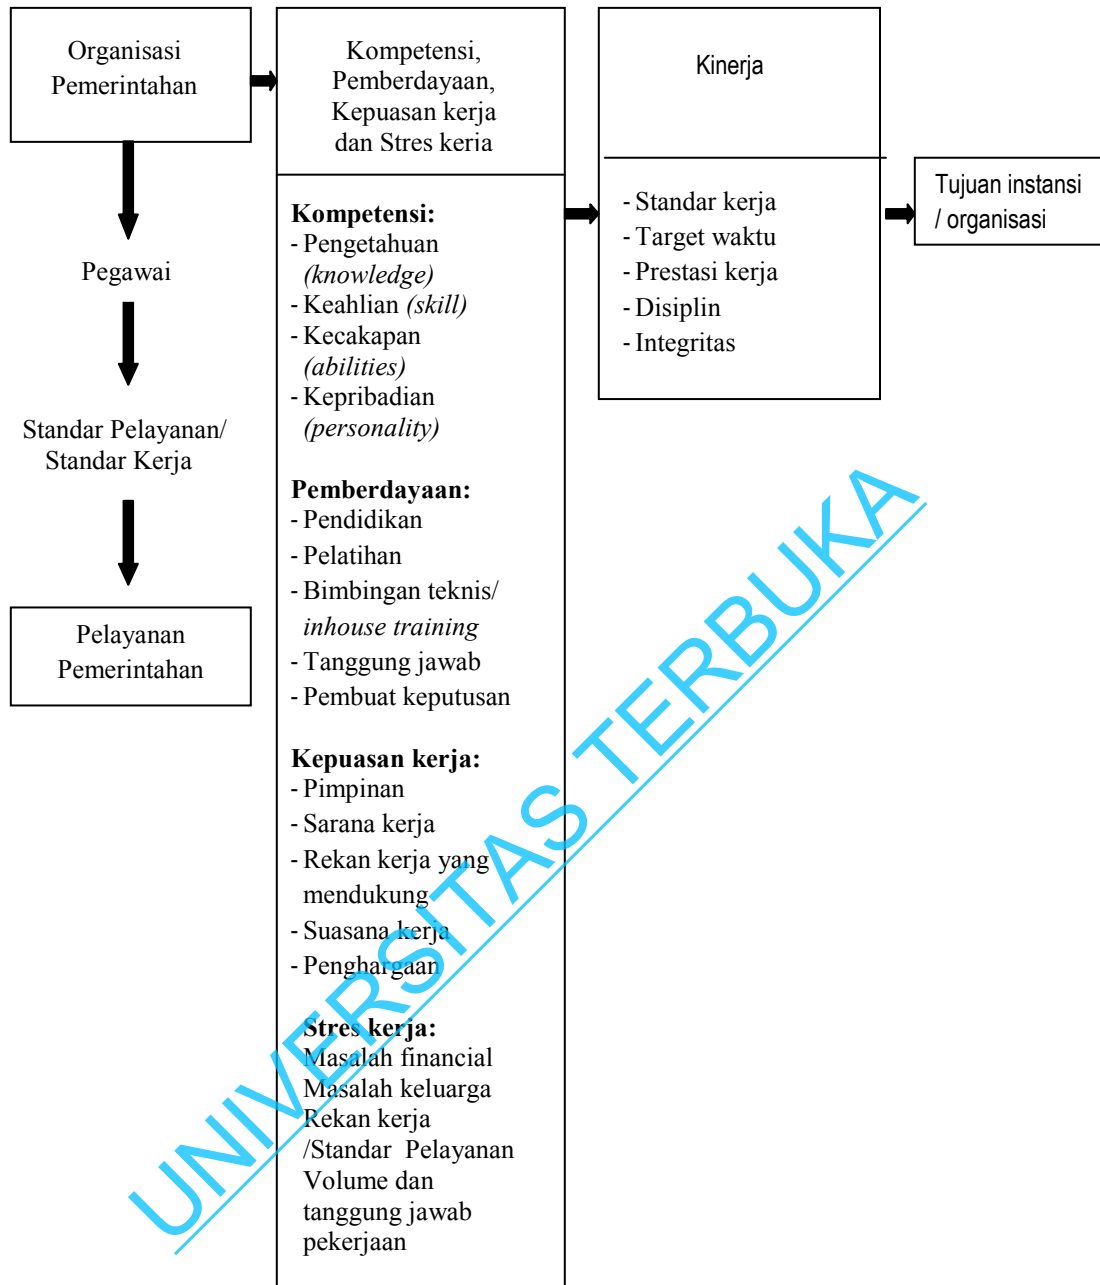 Organisasi
Pemerintahan
Pegawai
Standar Pelayanan/
Standar Kerja
Pelayanan
Pemerintahan
Kompetensi,
Pemberdayaan,
Kepuasan kerja
dan Stres keria
Kompetensi:
- Pengetahuan
(knowledge)
- Keahlian (skill)
- Kecakapan
(abilities)
- Kepribadian
(personality)
Pemberdayaan:
- Pendidikan
- Pelatihan
- Bimbingan teknis/
inhouse training
- Tanggung jawab
- Pembuat keputusan
Kepuasan kerja:
- Pimpinan
- Sarana kerja
- Rekan kerja yang
mendukung
- Suasana kerja
- Penghargaan
Stres kerja:
Masalah financial
Masalah keluarga
Rekan kerja
/Standar Pelayanan
Volume dan
tanggung jawab
pekerjaan
Kinerja
- Standar kerja
- Target waktu
- Prestasi kerja
- Disiplin
- Integritas
Tujuan instansi
/ organisasi
UNIVERSITAS TERBUKA